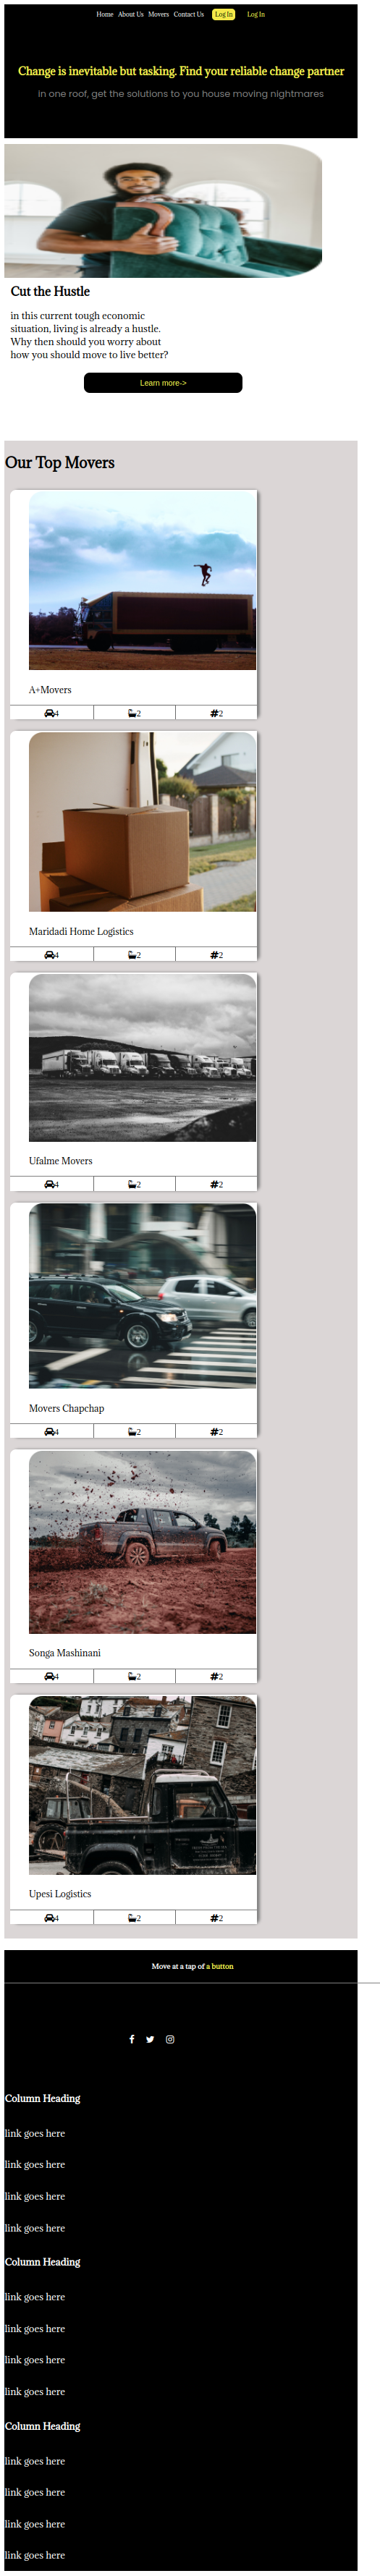 Home About Us Movers Contact Us Log In Log In
Change is inevitable but tasking. Find your reliable change partner
in one roof, get the solutions to you house moving nightmares
Cut the Hustle
in this current tough economic
situation, living is already a hustle.
Why then should you worry about
how you should move to live better?
Learn more->
Our Top Movers
A+Movers
4 2 #2
Maridadi Home Logistics
4 2 #2
Ufalme Movers
4 2 #2
Movers Chapchap
4 2 #2
Songa Mashinani
4 2 #2
Upesi Logistics
4 2 #2
Move at a tap of a button
Column Heading
link goes here
link goes here
link goes here
link goes here
Column Heading
link goes here
link goes here
link goes here
link goes here
Column Heading
link goes here
link goes here
link goes here
link goes here